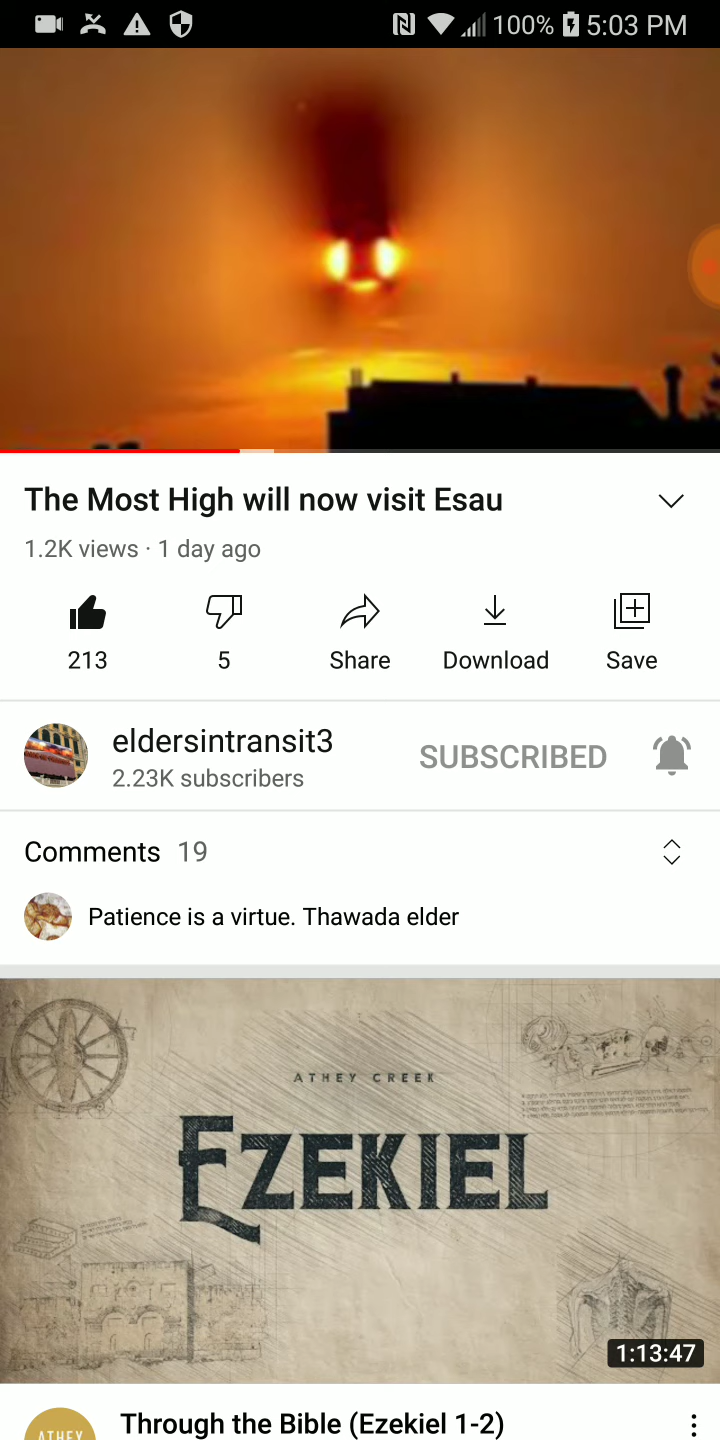 100% 5:03 PM
The Most High will now visit Esau
1.2K views · 1 day ago
213 5 Share Download Save
eldersintransit3 SUBSCRIBED
2.23K subscribers
Comments 19
Patience is a virtue. Thawada elder
ATHEY CREEK
EZEKIEL
1:13:47
ATHEY
Through the Bible (Ezekiel 1-2)